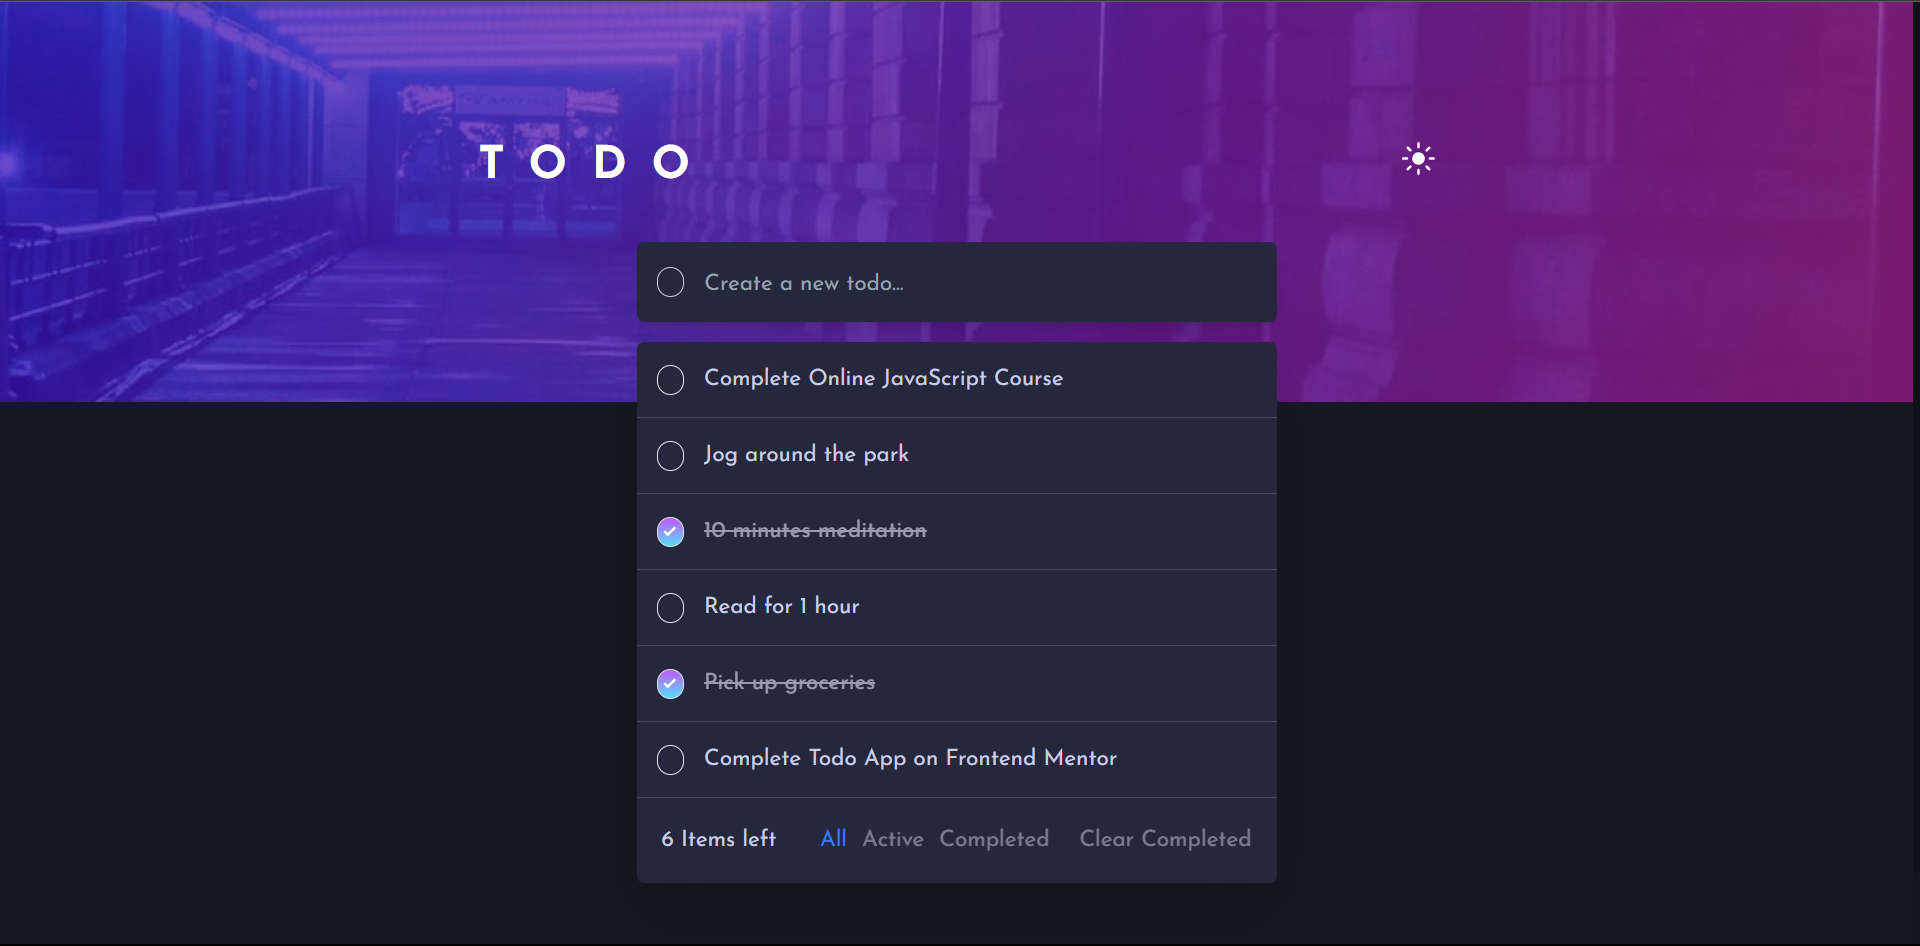 TODO
Create a new todo...
Complete Online JavaScript Course
Jog around the park
10 minutes meditation
Read for 1 hour
Pick up groceries
Complete Todo App on Frontend Mentor
6 Items left All Active Completed Clear Completed